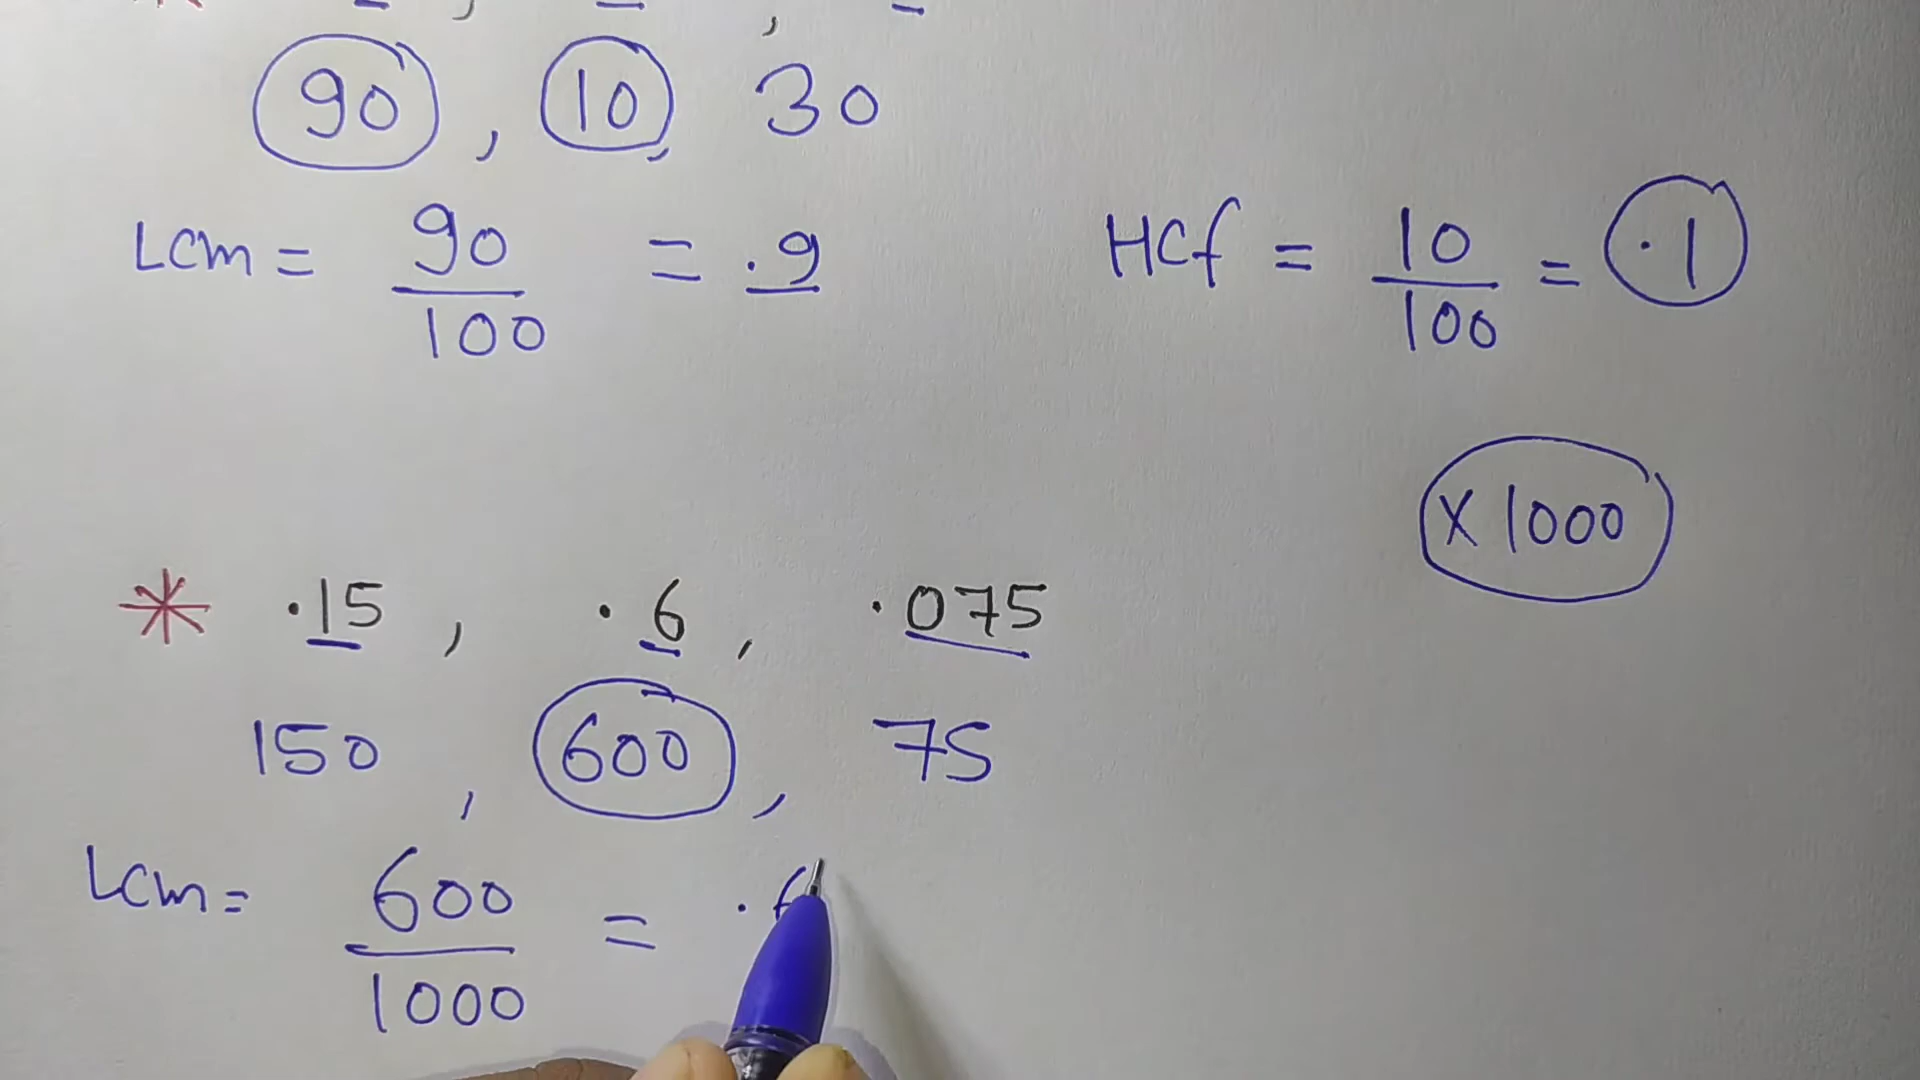 90 , 10 , 30
Lcm = 90/100 = .9
HCf = 10/100 = .1
× 1000
* .15 , .6 , .075
150 , 600 , 75
Lcm = 600/1000 = .6